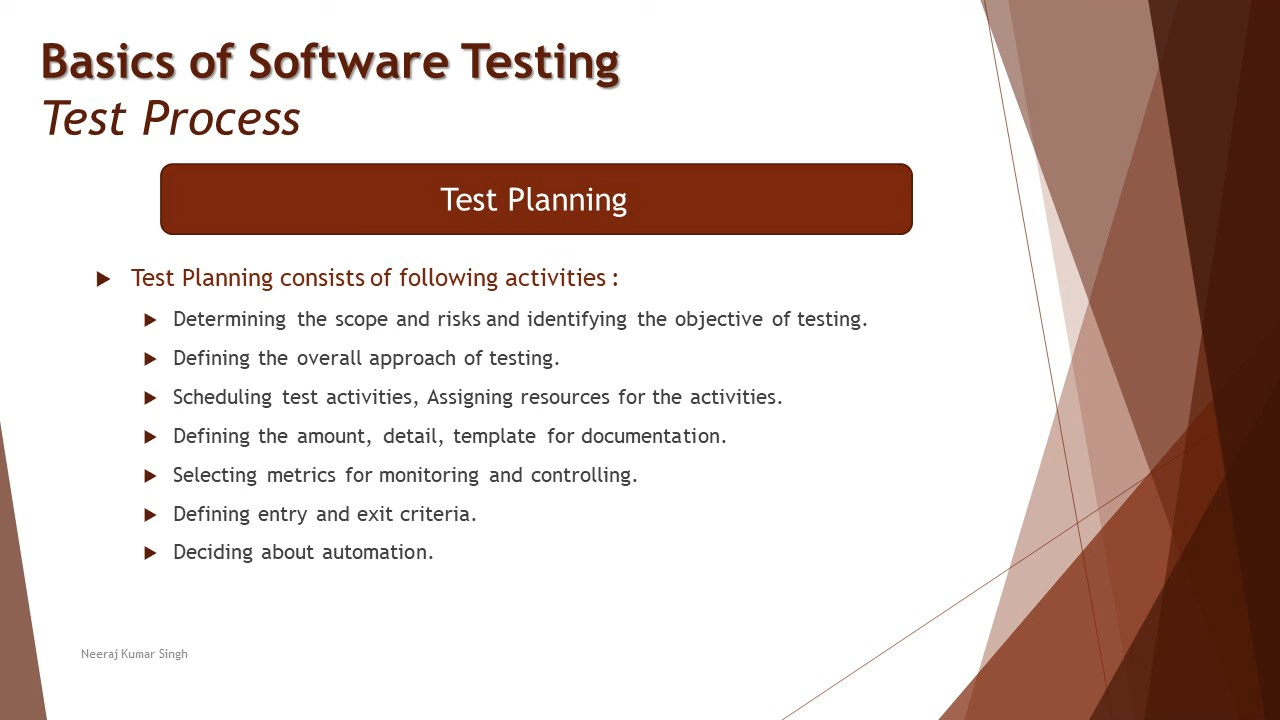 Basics of Software Testing
Test Process
Test Planning
Test Planning consists of following activities :
Determining the scope and risks and identifying the objective of testing.
Defining the overall approach of testing.
Scheduling test activities, Assigning resources for the activities.
Defining the amount, detail, template for documentation.
Selecting metrics for monitoring and controlling.
Defining entry and exit criteria.
Deciding about automation.
Neeraj Kumar Singh